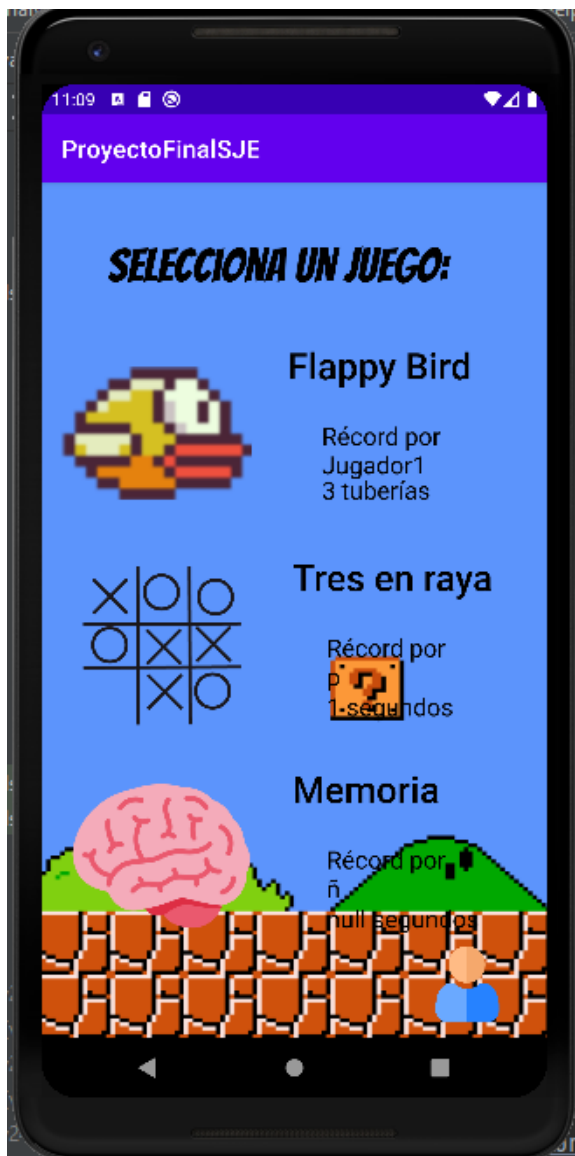 11:09
ProyectoFinalSJE
SELECCIONA UN JUEGO:
Flappy Bird
Récord por
Jugador1
3 tuberías
Tres en raya
Récord por
p
1 segundos
Memoria
Récord por
ñ
null segundos